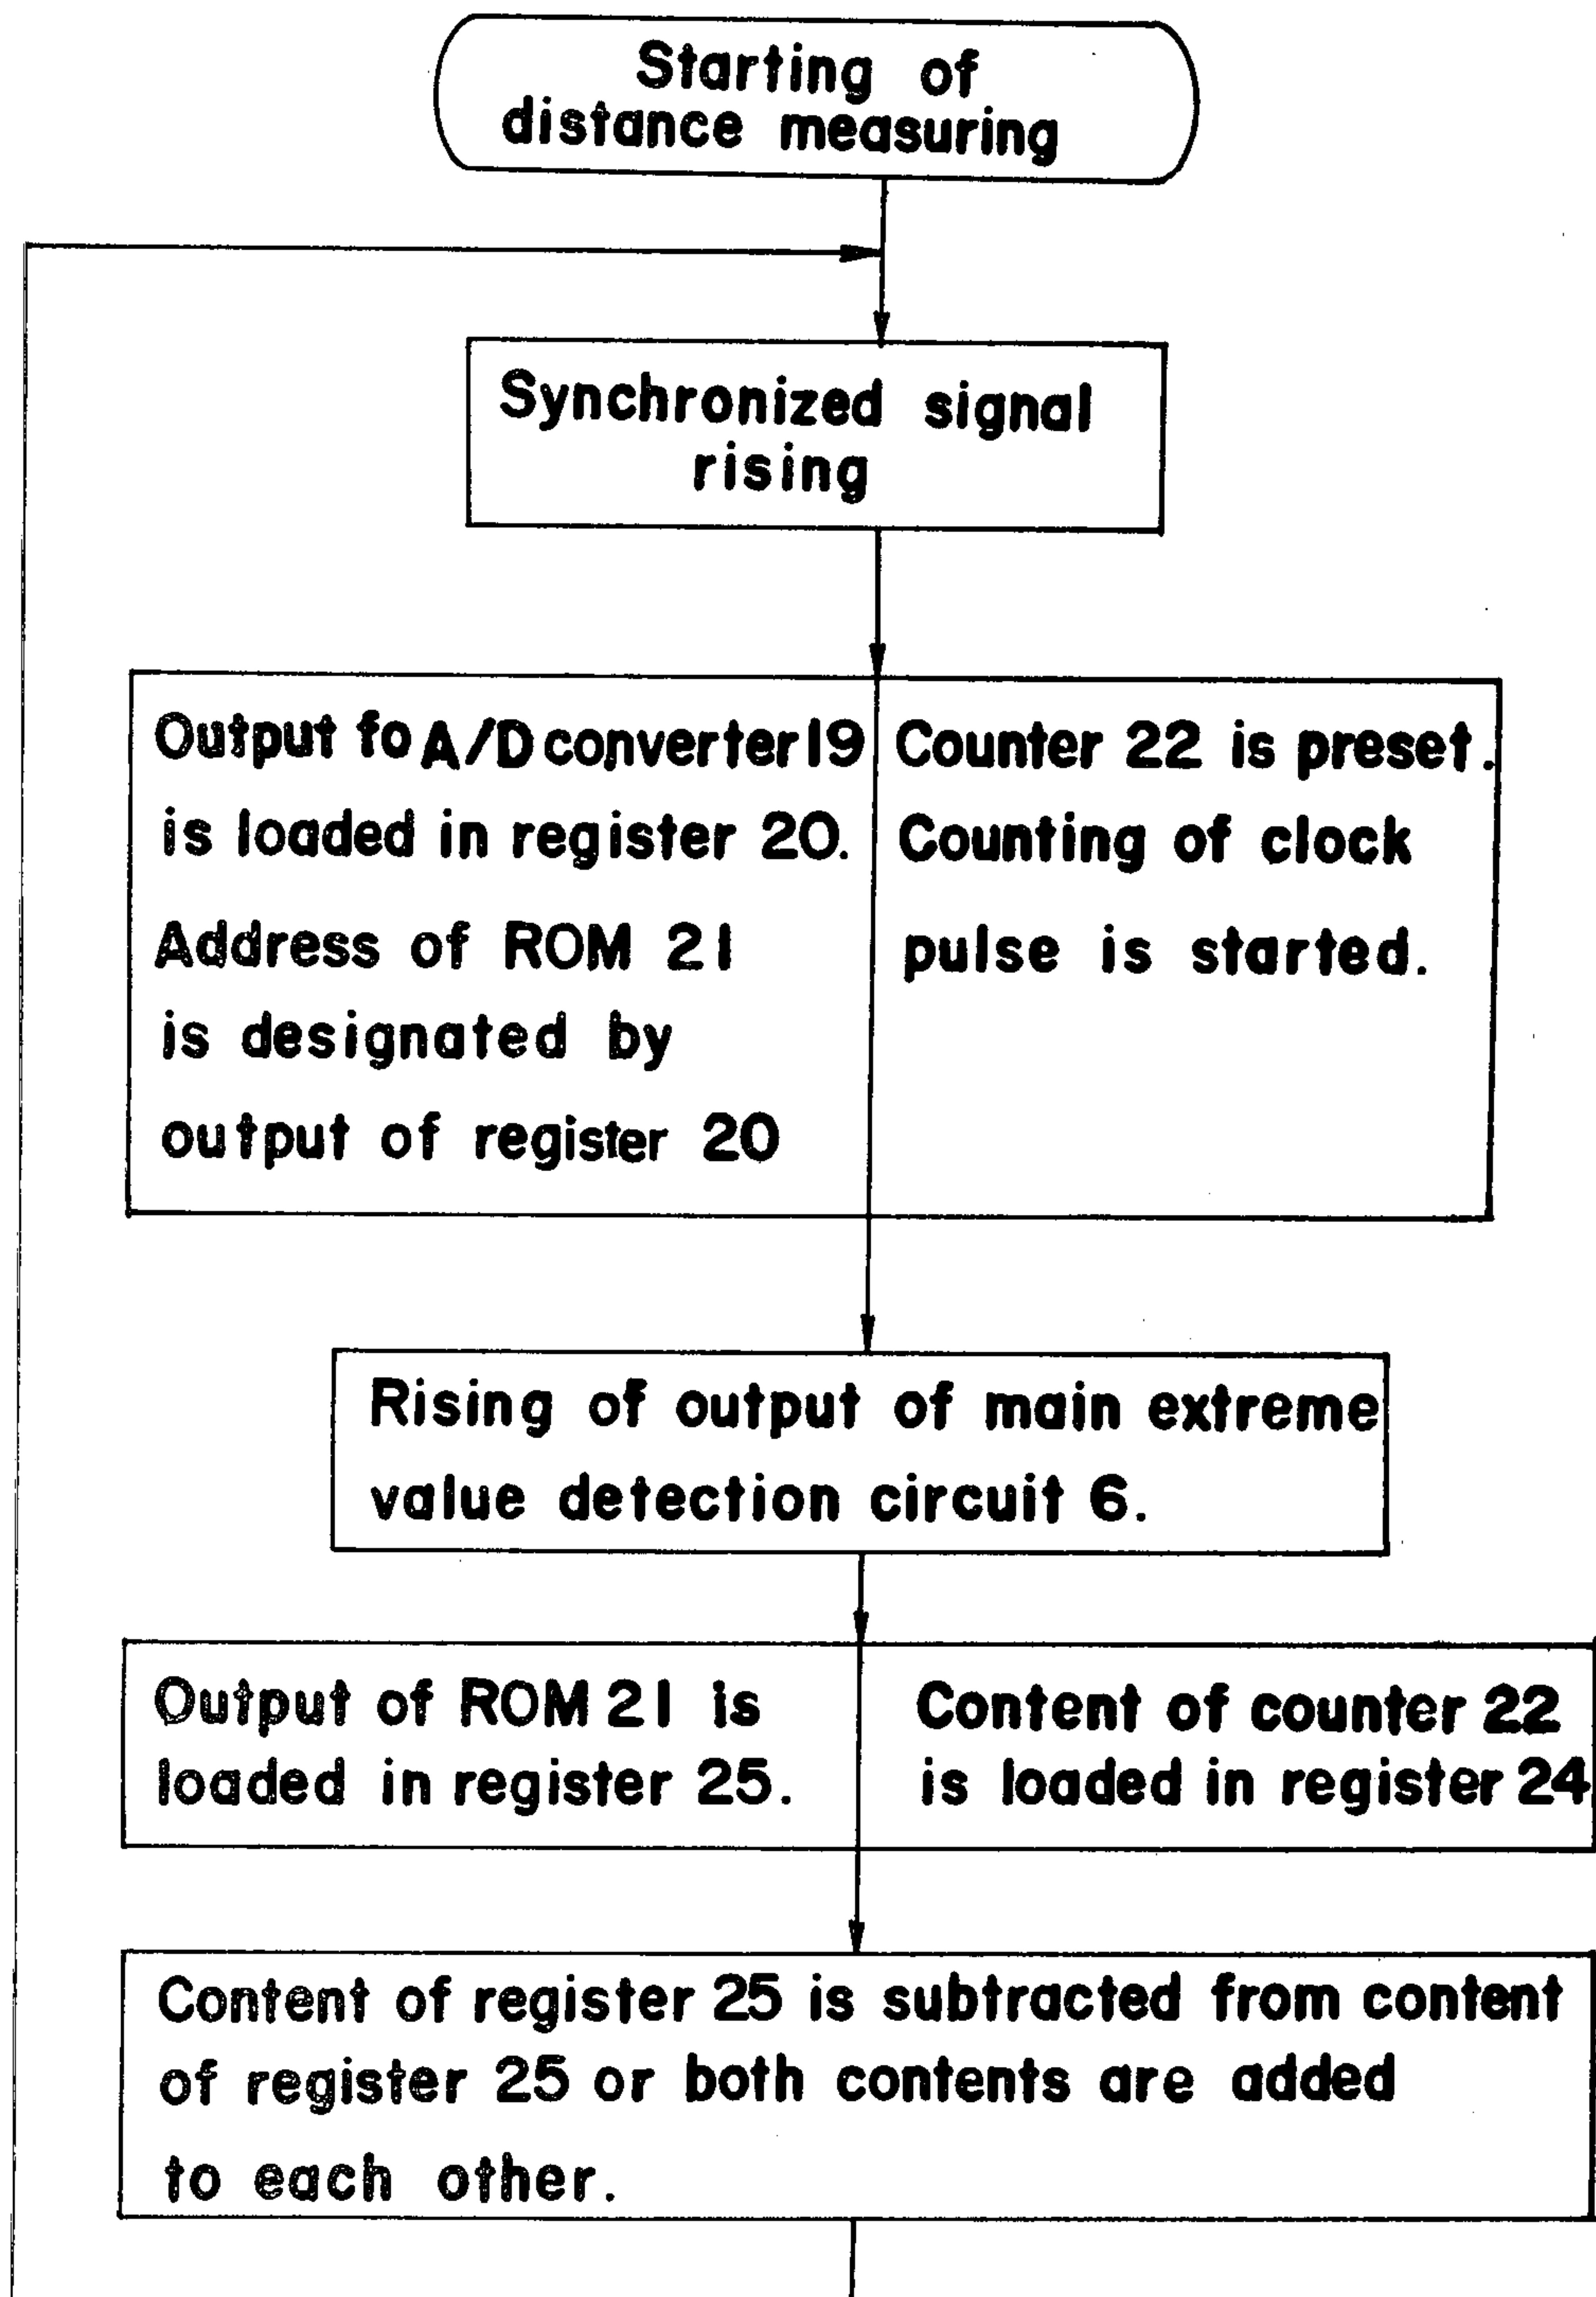 Starting of
distance measuring
Synchronized signal
rising
Output fo A/D converter 19
is loaded in register 20.
Address of ROM 21
is designated by
output of register 20
Counter 22 is preset.
Counting of clock
pulse is started.
Rising of output of main extreme
value detection circuit 6.
Output of ROM 21 is
loaded in register 25.
Content of counter 22
is loaded in register 24
Content of register 25 is subtracted from content
of register 25 or both contents are added
to each other.